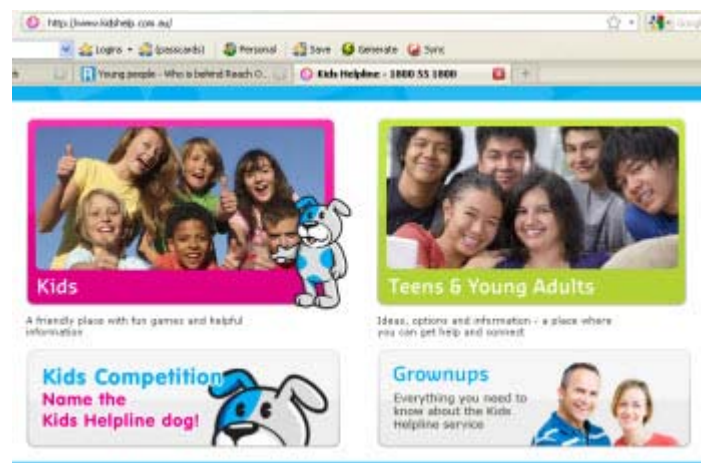 http://www.kidshelp.com.au/
Logins
(passcards)
Personal
Save
Generate
Sync
Young people - Who is behind Reach O...
Kids Helpline - 1800 55 1800
Kids
Teens & Young Adults
A friendly place with fun games and helpful
information
Ideas, options and information - a place where
you can get help and connect
Kids Competition
Name the
Kids Helpline dog!
Grownups
Everything you need to
know about the Kids
Helpline service